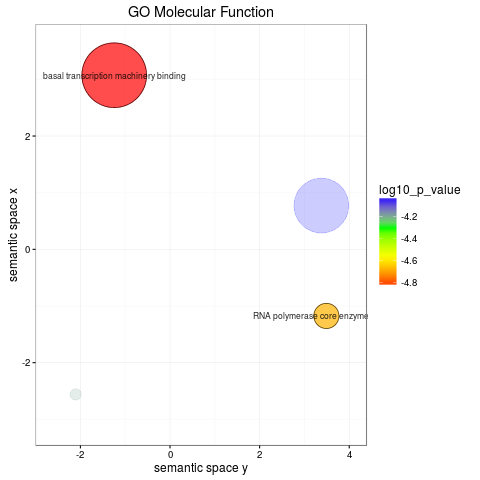 GO Molecular Function
basal transcription machinery binding
RNA polymerase core enzyme
log10_p_value
-4.2
-4.4
-4.6
-4.8
2
0
-2
semantic space x
-2
0
2
4
semantic space y